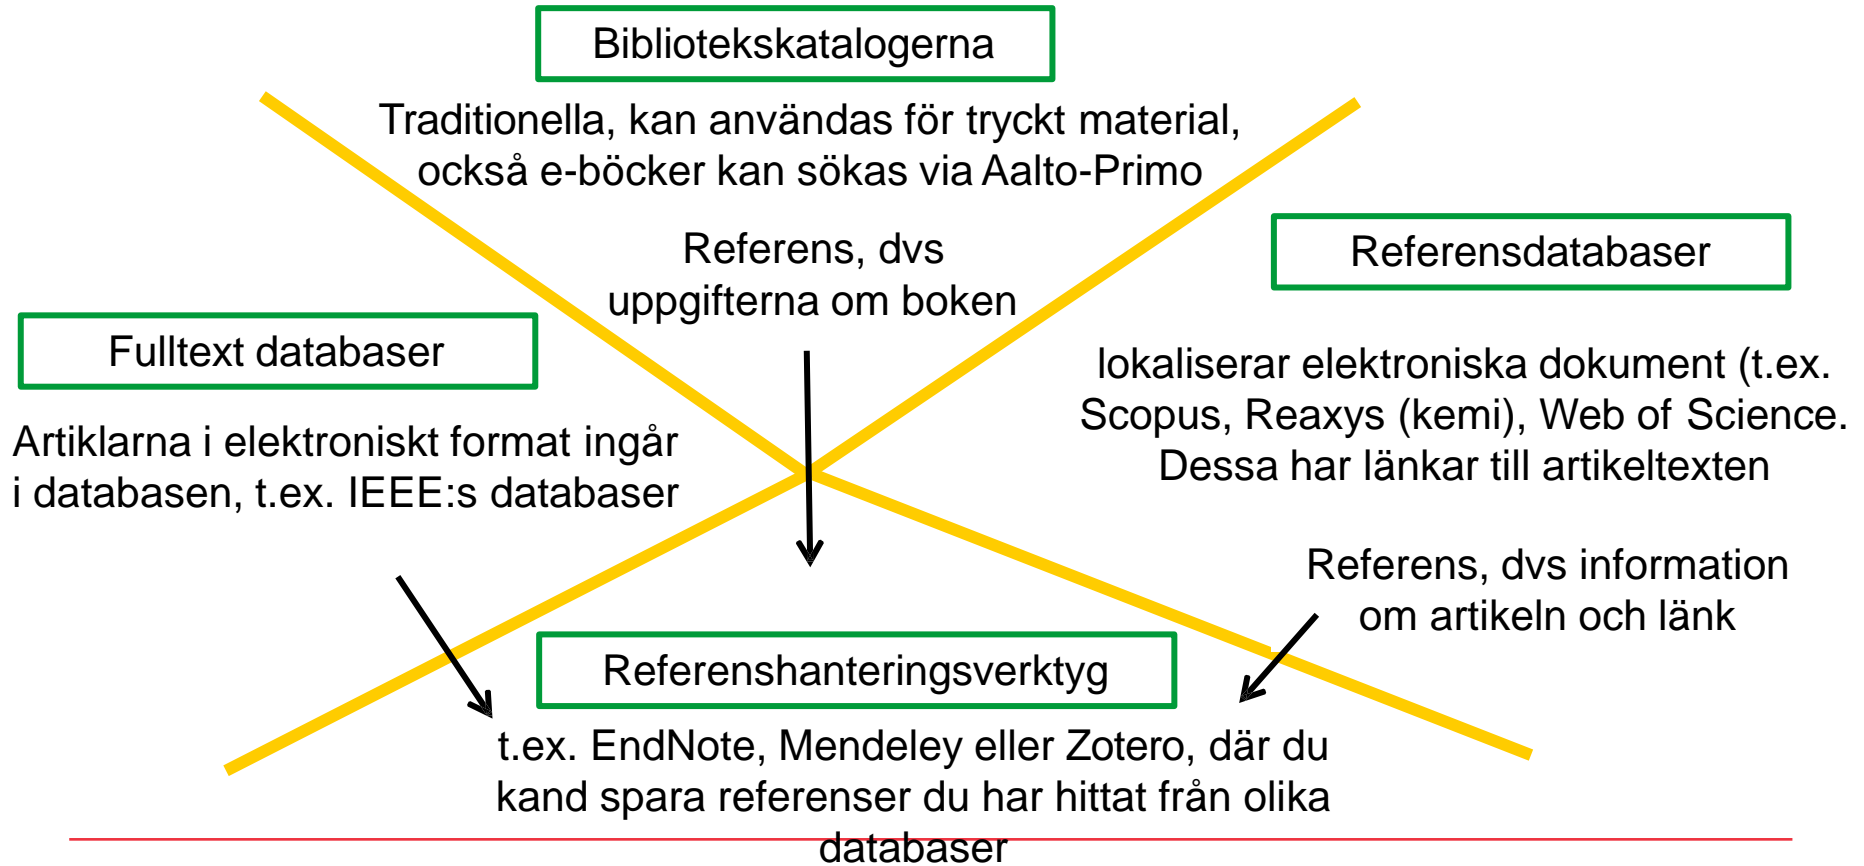 Bibliotekskatalogerna
Traditionella, kan användas för tryckt material,
också e-böcker kan sökas via Aalto-Primo
Referens, dvs
uppgifterna om boken
Referensdatabaser
lokaliserar elektroniska dokument (t.ex.
Scopus, Reaxys (kemi), Web of Science.
Dessa har länkar till artikeltexten
Referens, dvs information
om artikeln och länk
Fulltext databaser
Artiklarna i elektroniskt format ingår
i databasen, t.ex. IEEE:s databaser
Referenshanteringsverktyg
t.ex. EndNote, Mendeley eller Zotero, där du
kand spara referenser du har hittat från olika
databaser